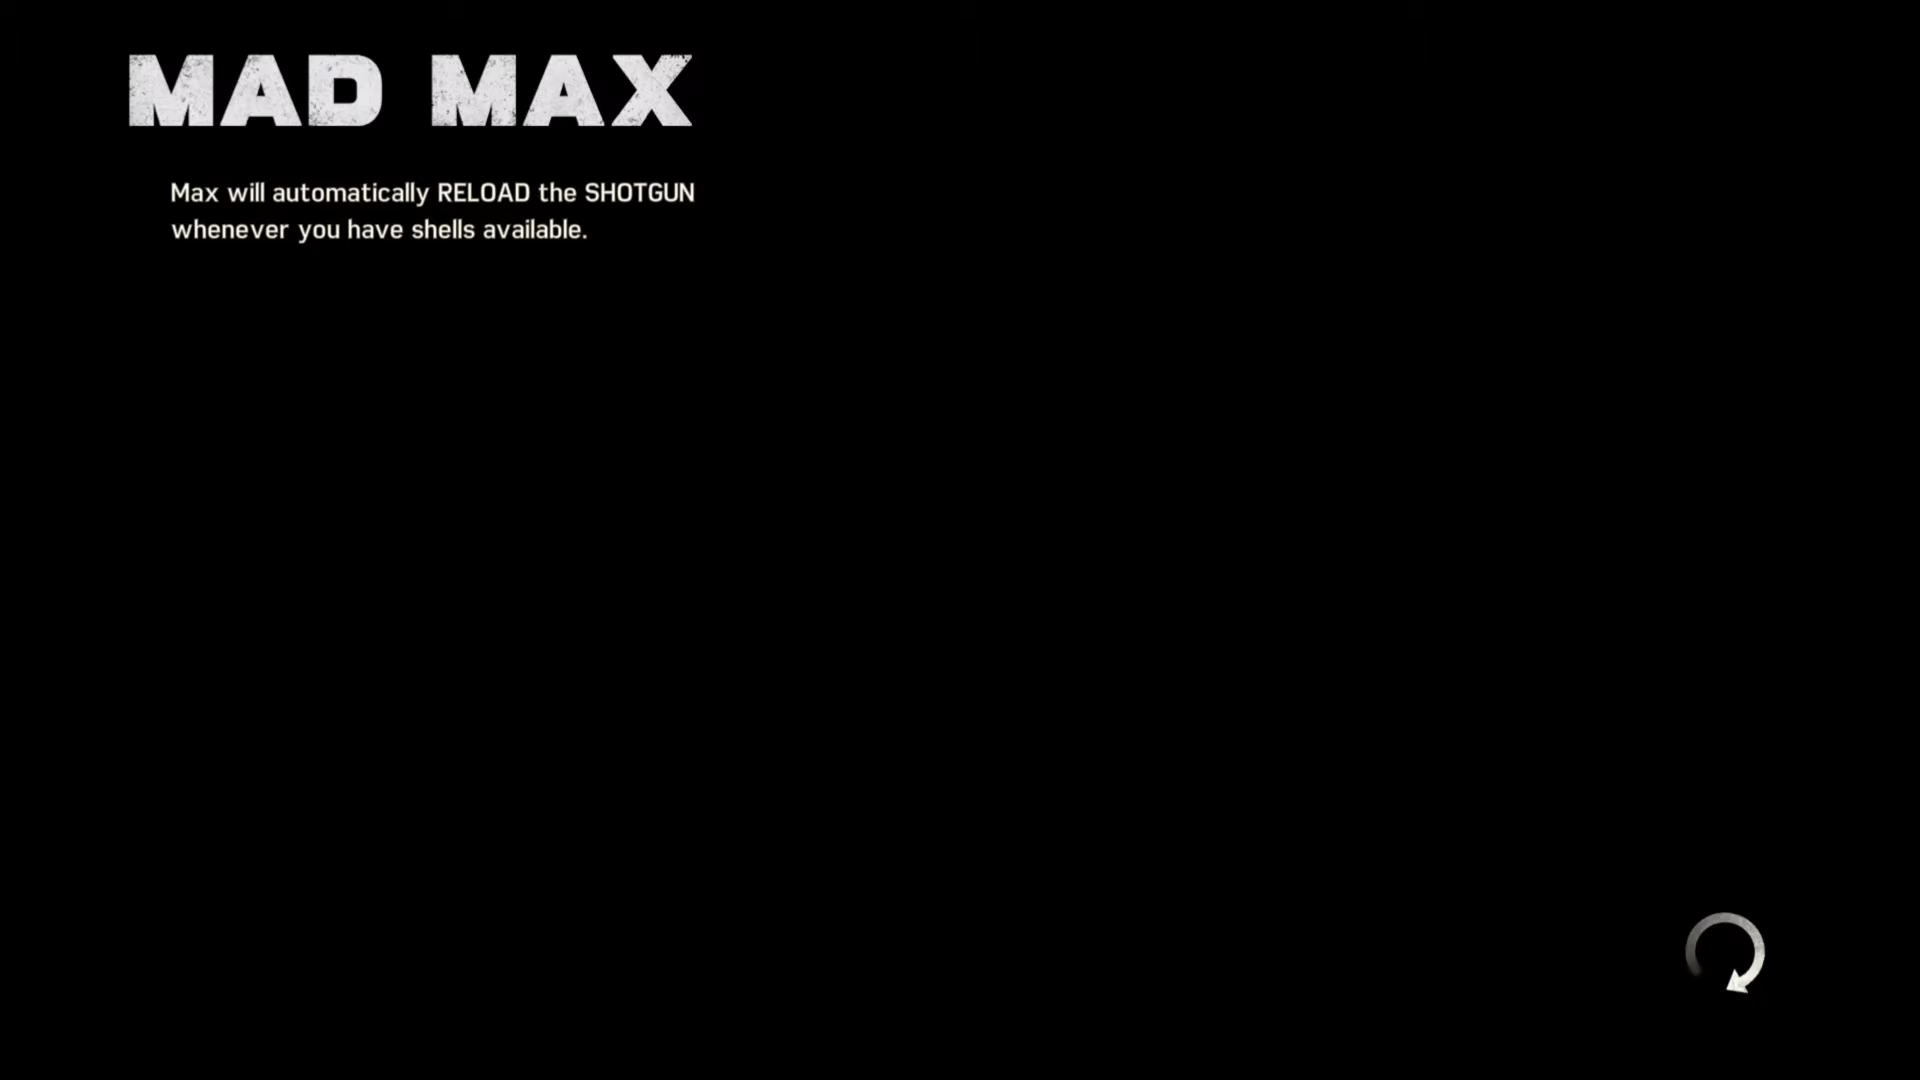 MAD MAX
Max will automatically RELOAD the SHOTGUN
whenever you have shells available.